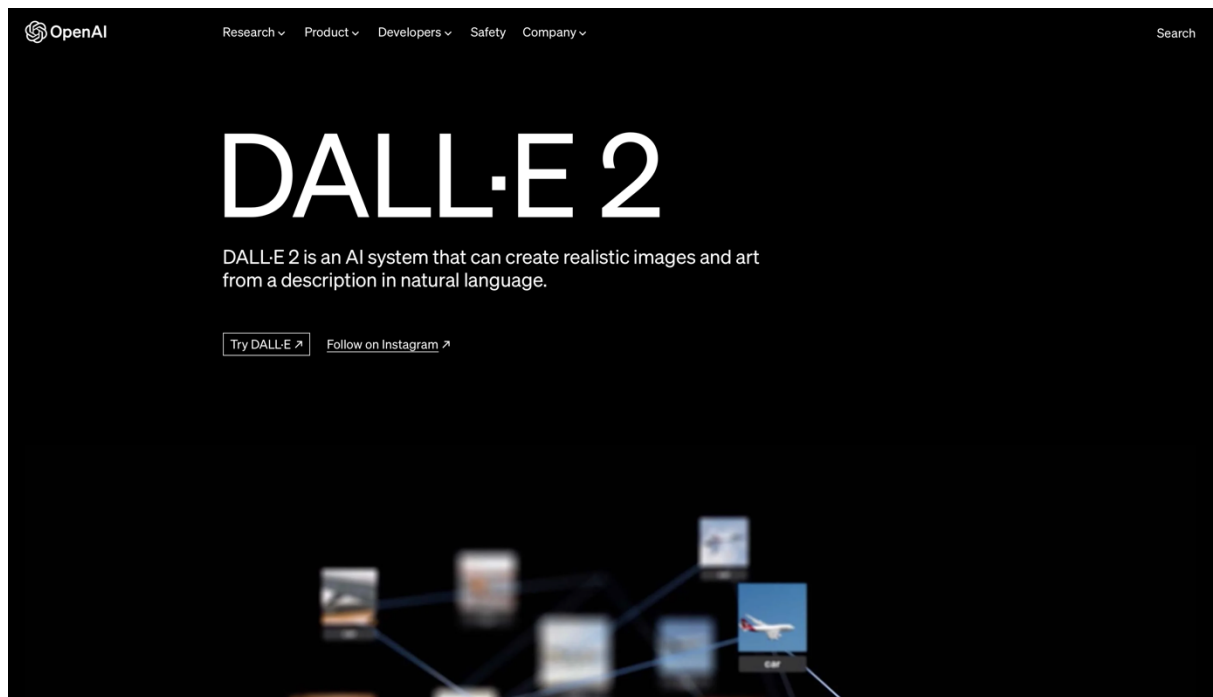 OpenAI
Research Product Developers Safety Company
Search
DALL·E 2
DALL·E 2 is an AI system that can create realistic images and art
from a description in natural language.
Try DALL·E ↗ Follow on Instagram ↗
car